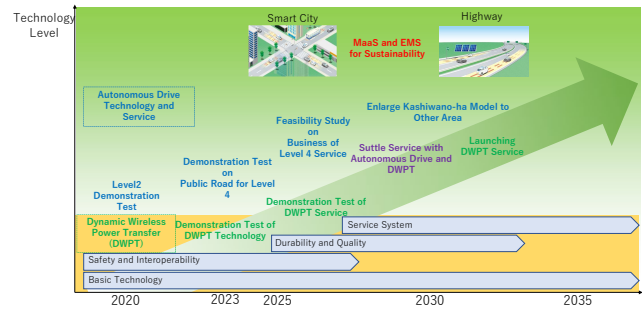 Technology
Level
Smart City
Highway
MaaS and EMS
for Sustainability
Autonomous Drive
Technology and
Service
Feasibility Study
on
Business of
Level 4 Service
Enlarge Kashiwano-ha Model to
Other Area
Suttle Service with
Autonomous Drive and
DWPT
Launching
DWPT Service
Demonstration Test
on
Public Road for Level
4
Level2
Demonstration
Test
Demonstration Test of
DWPT Service
Dynamic Wireless
Power Transfer
(DWPT)
Demonstration Test of
DWPT Technology
Service System
Durability and Quality
Safety and Interoperability
Basic Technology
2020
2023
2025
2030
2035